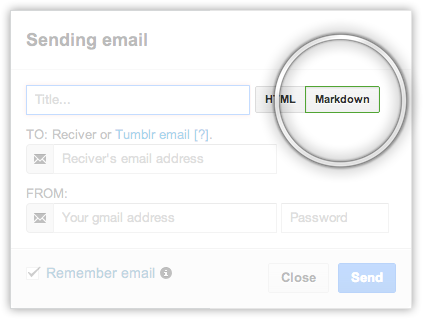 Sending email
Title... HTML Markdown
TO: Reciver or Tumblr email [?].
Reciver's email address
FROM:
Your gmail address Password
Remember email i Close Send